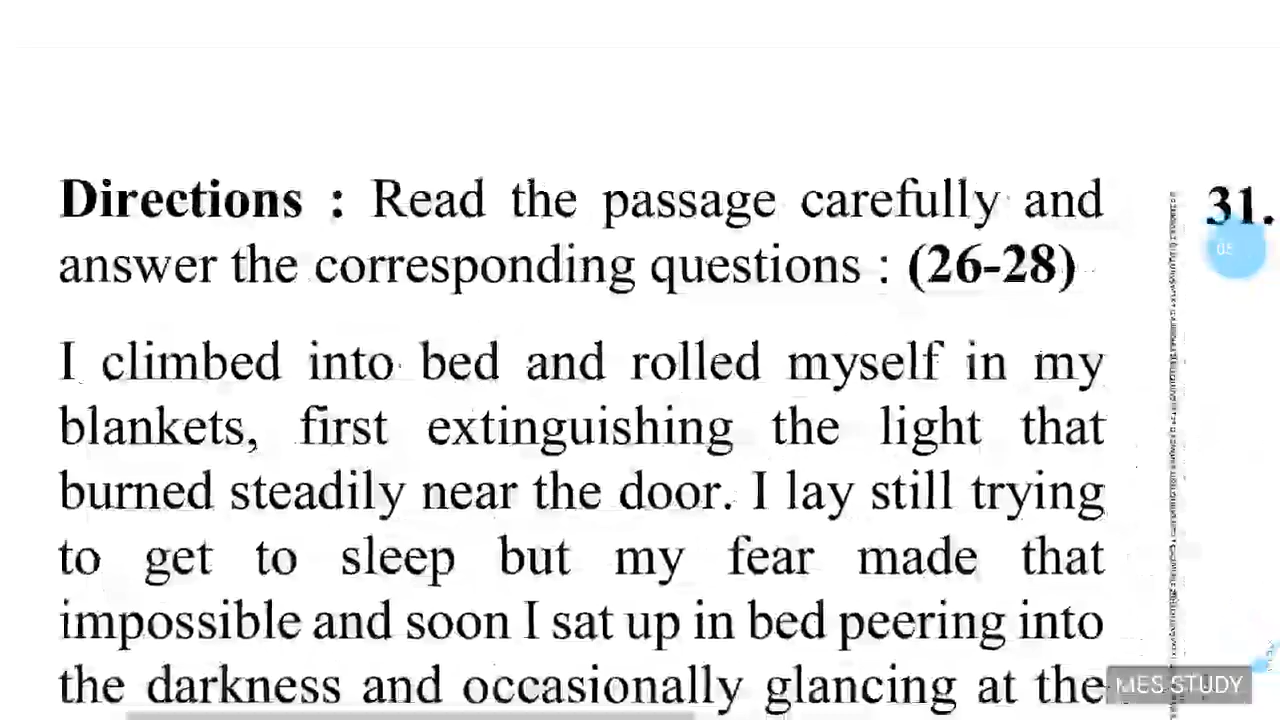 Directions : Read the passage carefully and
31.
answer the corresponding questions : (26-28)
I climbed into bed and rolled myself in my
blankets, first extinguishing the light that
burned steadily near the door. I lay still trying
to get to sleep but my fear made that
impossible and soon I sat up in bed peering into
the darkness and occasionally glancing at the
MES STUDY